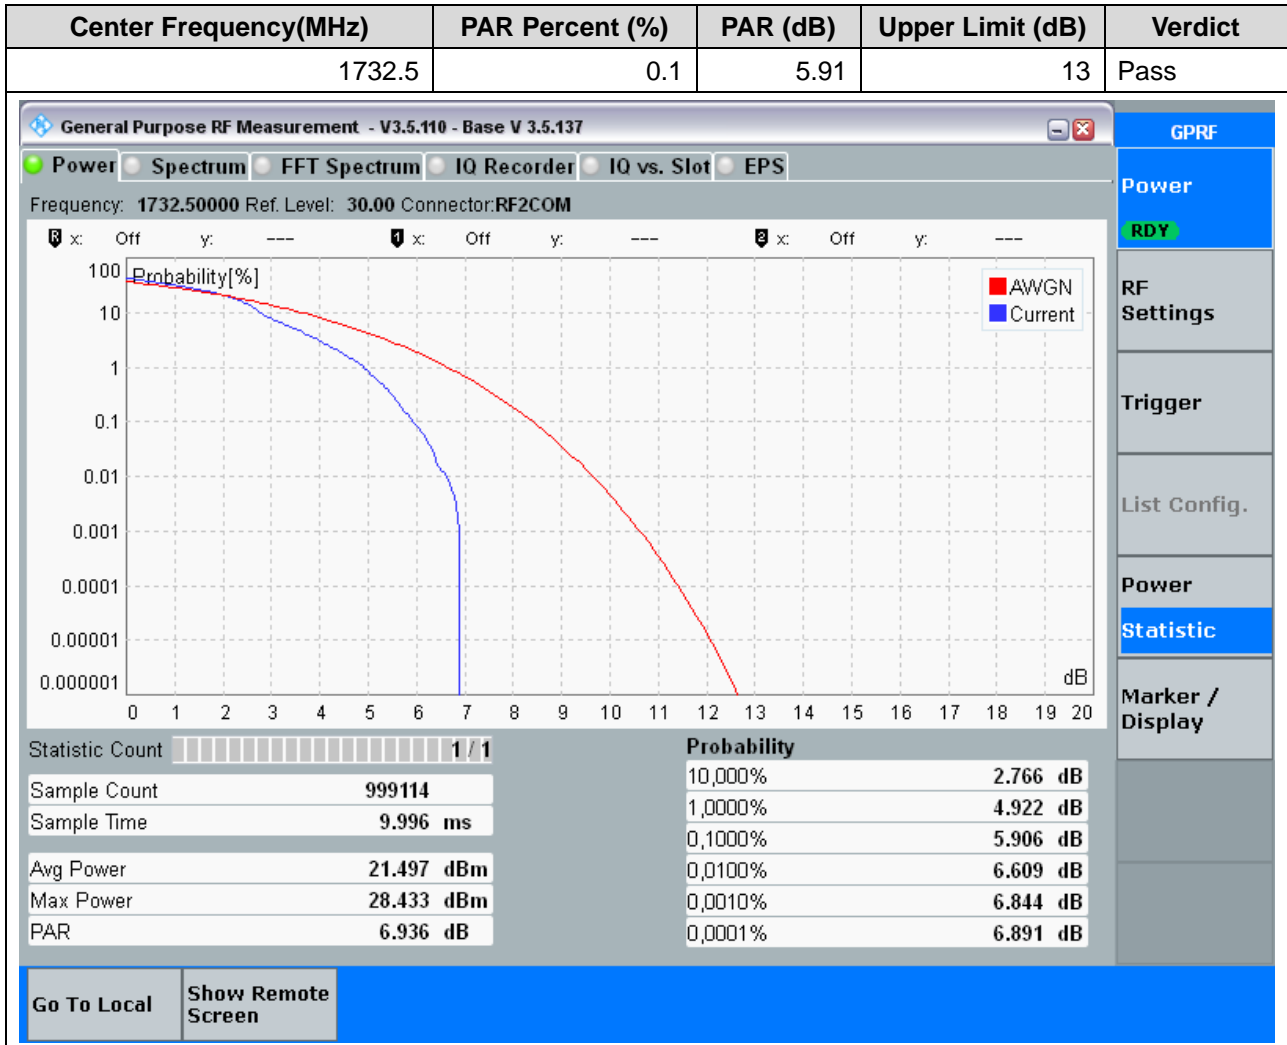 Center Frequency(MHz) PAR Percent (%) PAR (dB) Upper Limit (dB) Verdict
1732.5 0.1 5.91 13 Pass
General Purpose RF Measurement - V3.5.110 - Base V 3.5.137
GPRF
Power Spectrum FFT Spectrum IQ Recorder IQ vs. Slot EPS
Frequency: 1732.50000 Ref. Level: 30.00 Connector:RF2COM
R x: Off y: --- 1 x: Off y: --- 2 x: Off y: ---
Probability[%]
AWGN
Current
100
10
1
0.1
0.01
0.001
0.0001
0.00001
0.000001
dB
0 1 2 3 4 5 6 7 8 9 10 11 12 13 14 15 16 17 18 19 20
Statistic Count 1 / 1
Sample Count 999114
Sample Time 9.996 ms
Avg Power 21.497 dBm
Max Power 28.433 dBm
PAR 6.936 dB
Probability
10,000% 2.766 dB
1,0000% 4.922 dB
0,1000% 5.906 dB
0,0100% 6.609 dB
0,0010% 6.844 dB
0,0001% 6.891 dB
Power
RDY
RF
Settings
Trigger
List Config.
Power
Statistic
Marker /
Display
Go To Local
Show Remote
Screen